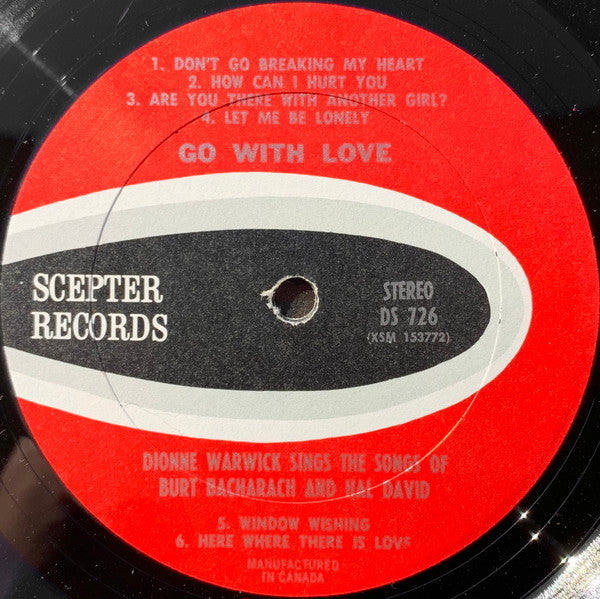 1. DON'T GO BREAKING MY HEART
2. HOW CAN I HURT YOU
3. ARE YOU THERE WITH ANOTHER GIRL?
4. LET ME BE LONELY
GO WITH LOVE
SCEPTER
RECORDS
STEREO
DS 726
(XSM 153772)
DIONNE WARWICK SINGS THE SONGS OF
BURT BACHARACH AND HAL DAVID
5. WINDOW WISHING
6. HERE WHERE THERE IS LOVE
MANUFACTURED
IN CANADA